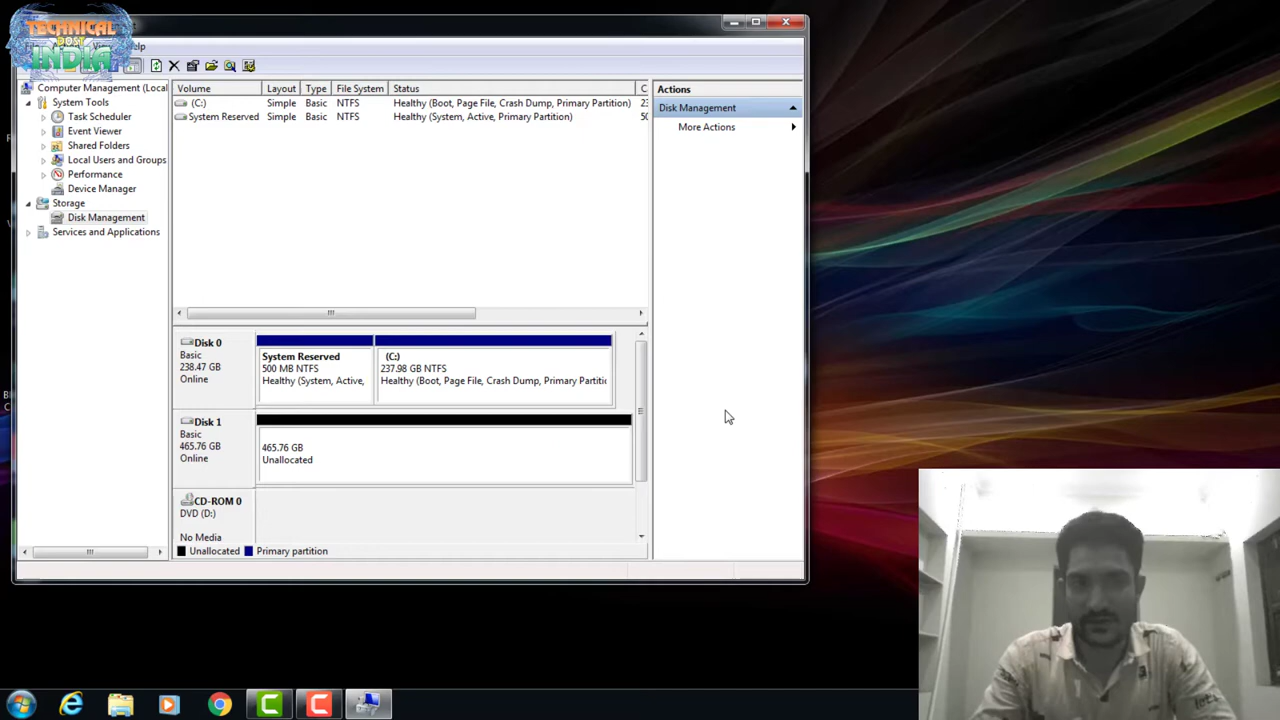 TECHNICAL
POST
INDIA
Help
Computer Management (Local
System Tools
Task Scheduler
Event Viewer
Shared Folders
Local Users and Groups
Performance
Device Manager
Storage
Disk Management
Services and Applications
Volume Layout Type File System Status C
(C:) Simple Basic NTFS Healthy (Boot, Page File, Crash Dump, Primary Partition) 23
System Reserved Simple Basic NTFS Healthy (System, Active, Primary Partition) 50
Actions
Disk Management
More Actions
Disk 0
Basic
238.47 GB
Online
System Reserved
500 MB NTFS
Healthy (System, Active,
(C:)
237.98 GB NTFS
Healthy (Boot, Page File, Crash Dump, Primary Partitic
Disk 1
Basic
465.76 GB
Online
465.76 GB
Unallocated
CD-ROM 0
DVD (D:)
No Media
Unallocated Primary partition